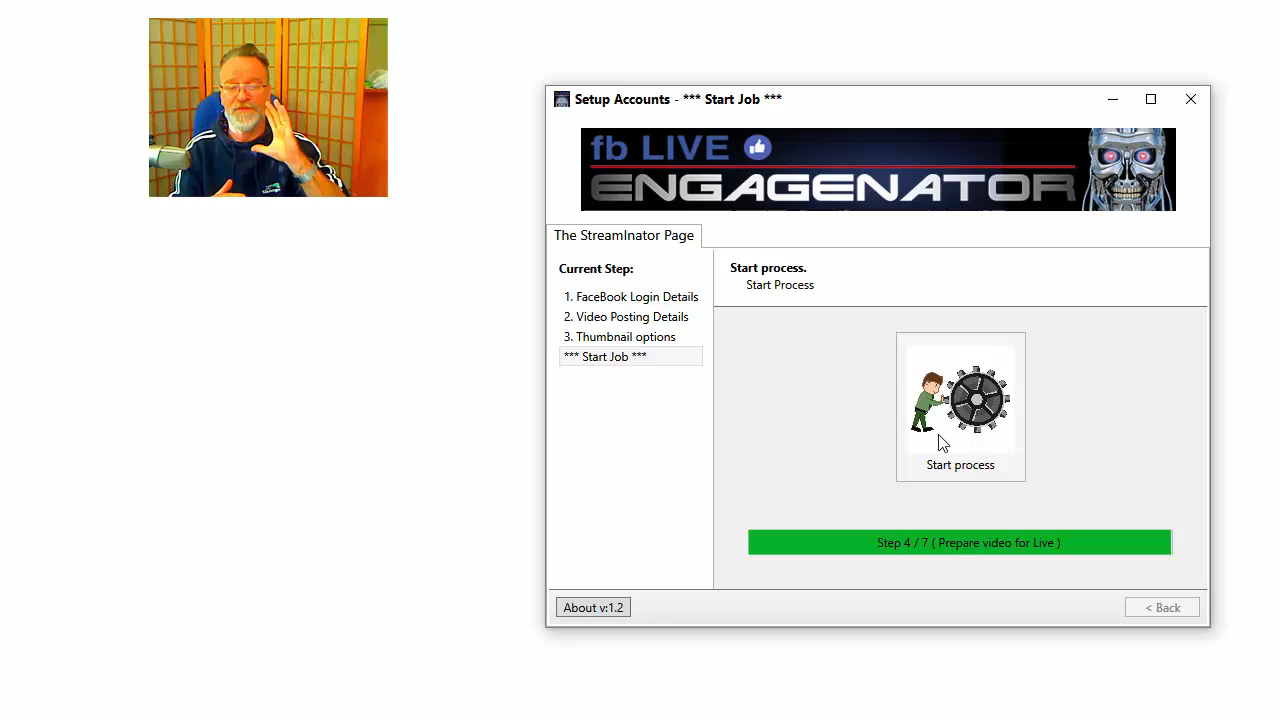 Setup Accounts - *** Start Job ***
fb LIVE
ENGAGENATOR
The StreamInator Page
Current Step:
1. FaceBook Login Details
2. Video Posting Details
3. Thumbnail options
*** Start Job ***
Start process.
Start Process
Start process
Step 4 / 7 ( Prepare video for Live )
About v:1.2
< Back